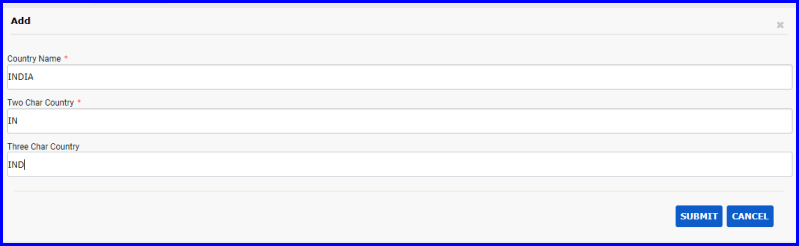 Add
Country Name *
INDIA
Two Char Country *
IN
Three Char Country
IND
SUBMIT CANCEL